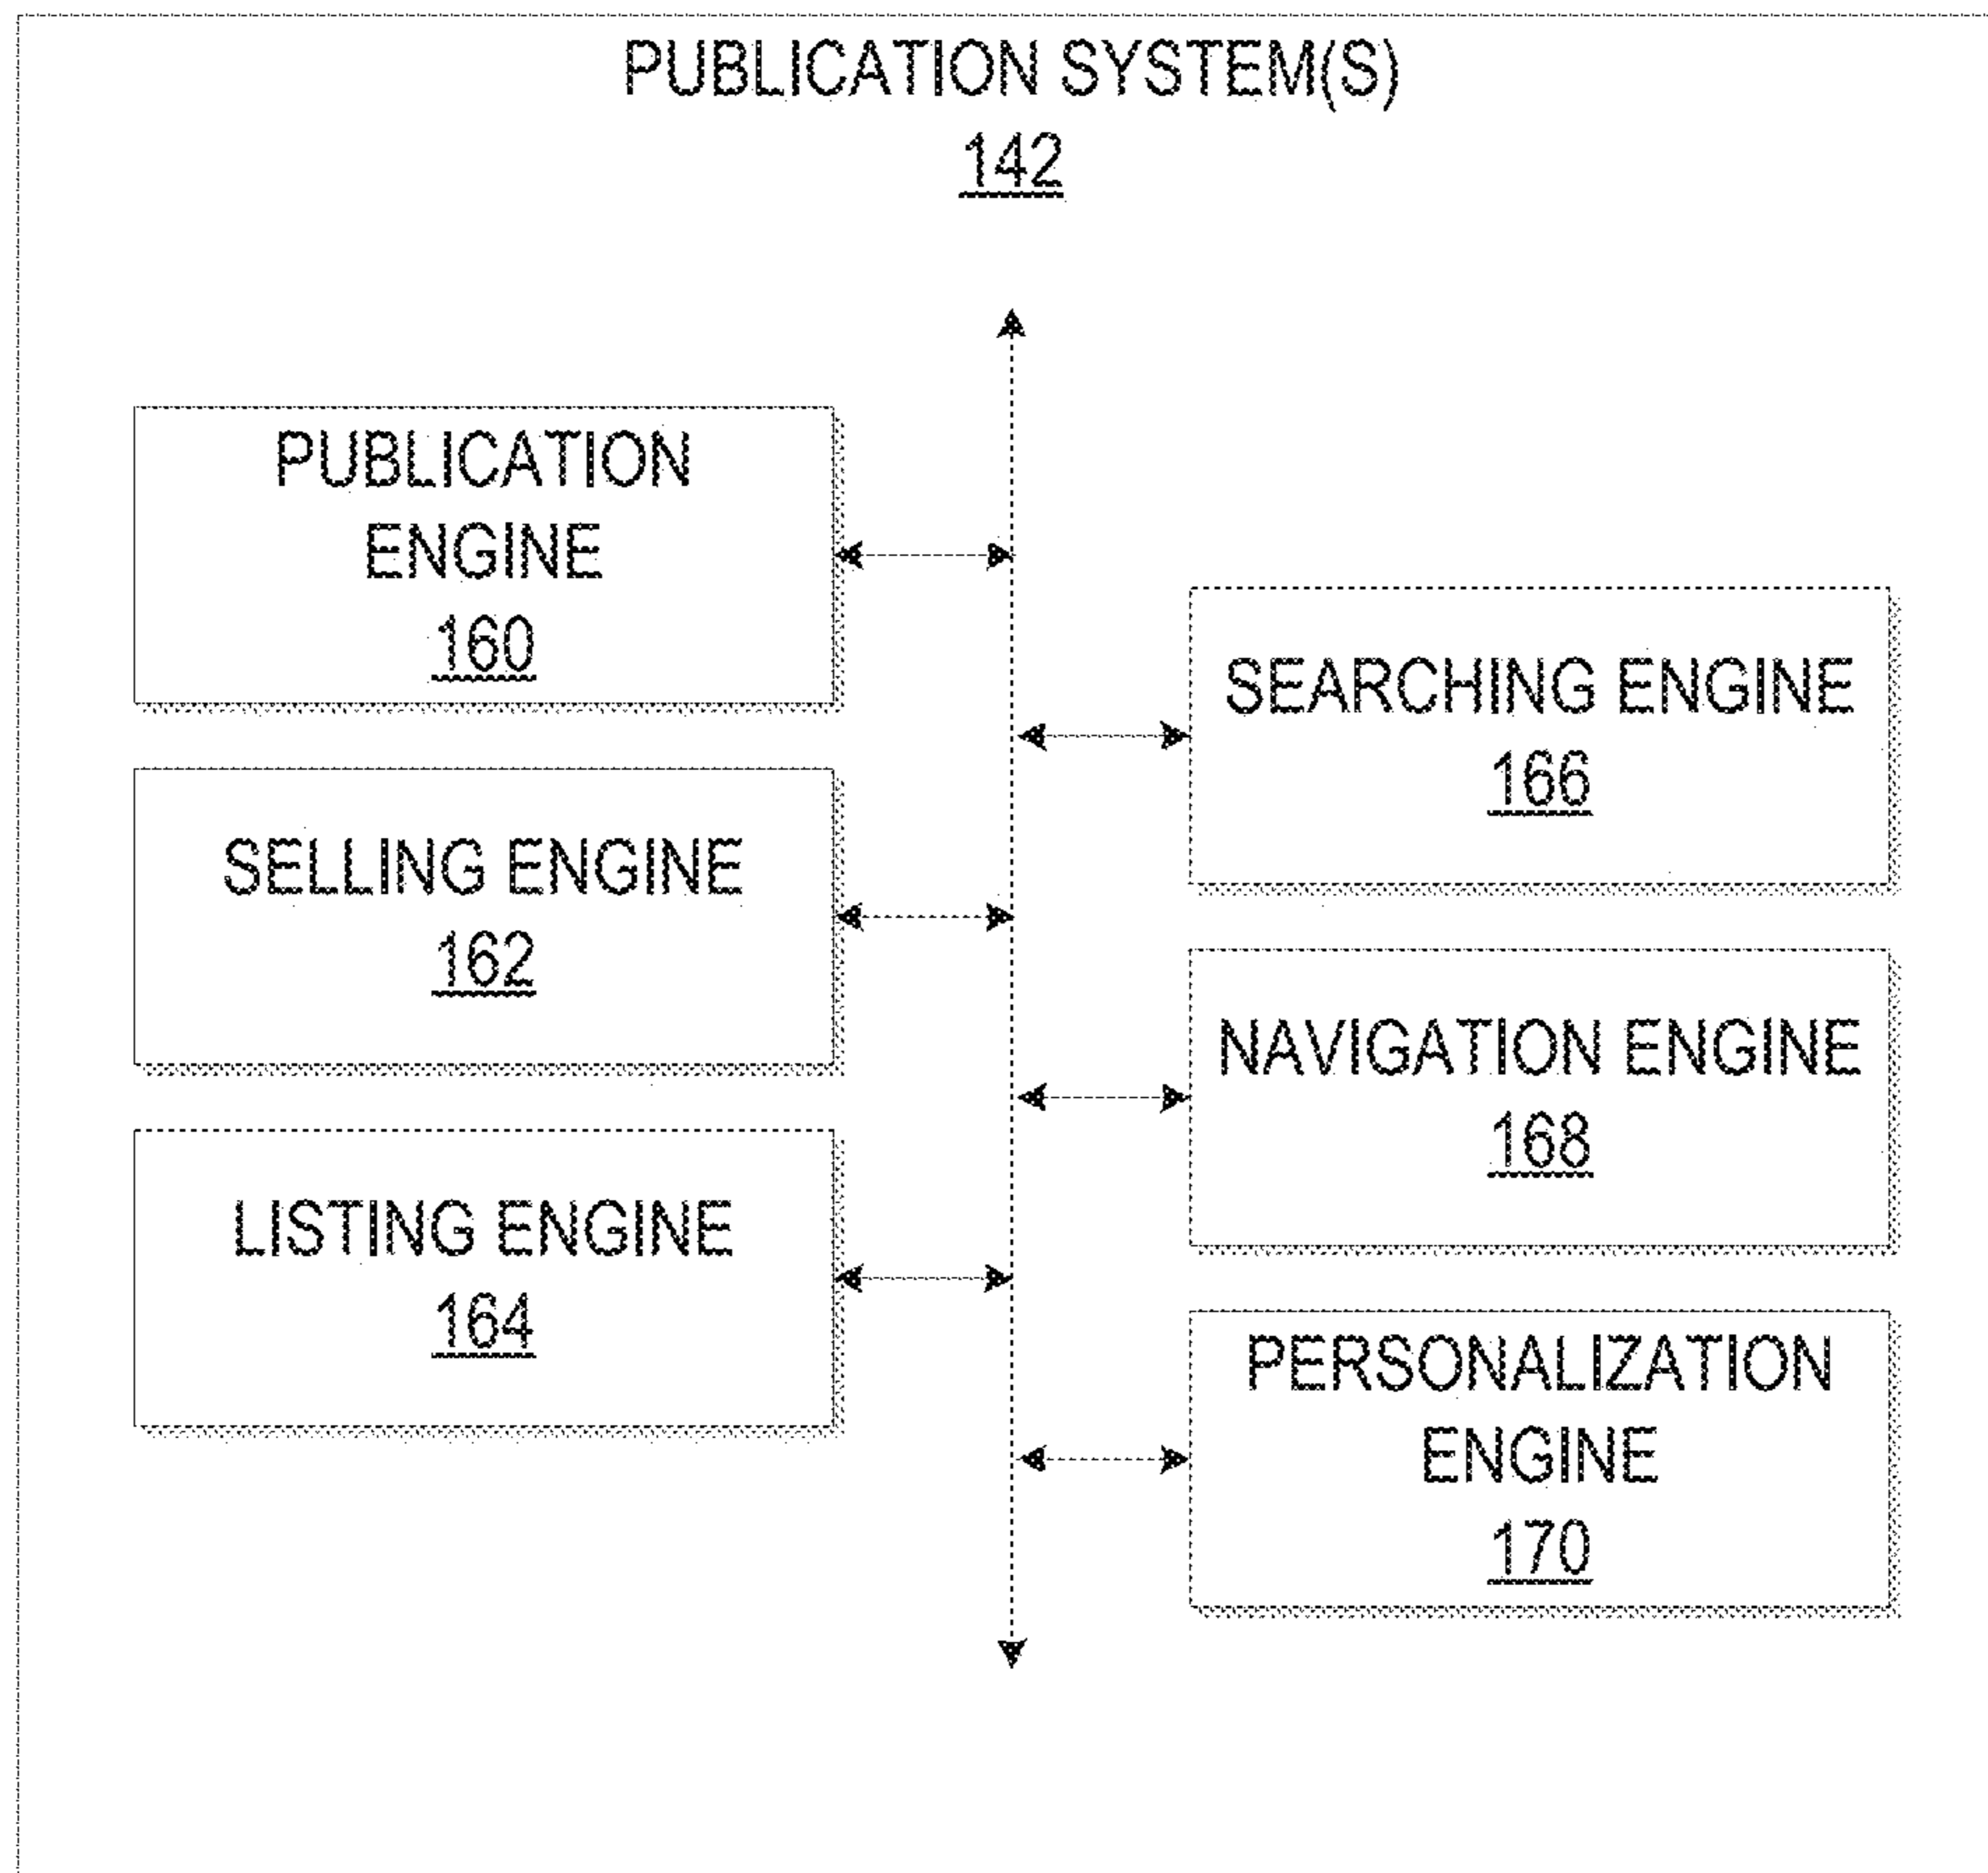 PUBLICATION SYSTEM(S)
142
PUBLICATION
ENGINE
160
SELLING ENGINE
162
LISTING ENGINE
164
SEARCHING ENGINE
166
NAVIGATION ENGINE
168
PERSONALIZATION
ENGINE
170